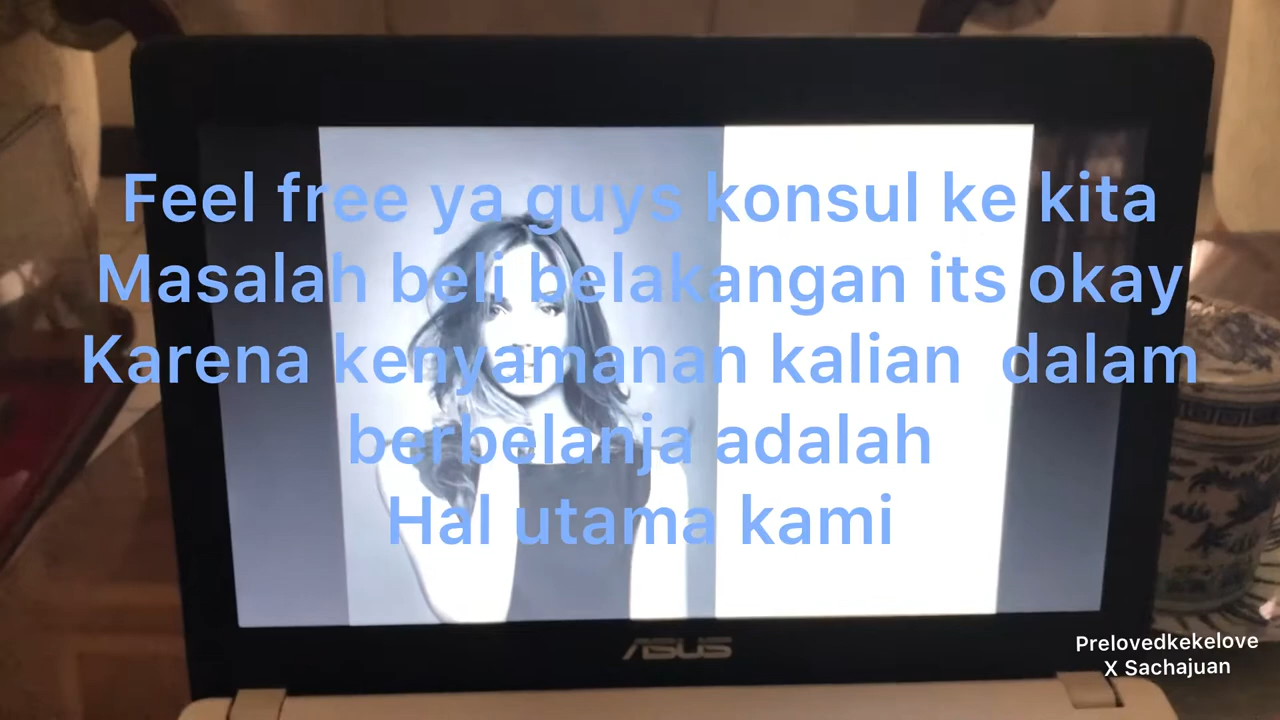 Feel free ya guys konsul ke kita
Masalah beli belakangan its okay
Karena kenyamanan kalian  dalam
berbelanja adalah
Hal utama kami
ASUS
Prelovedkekelove
X Sachajuan